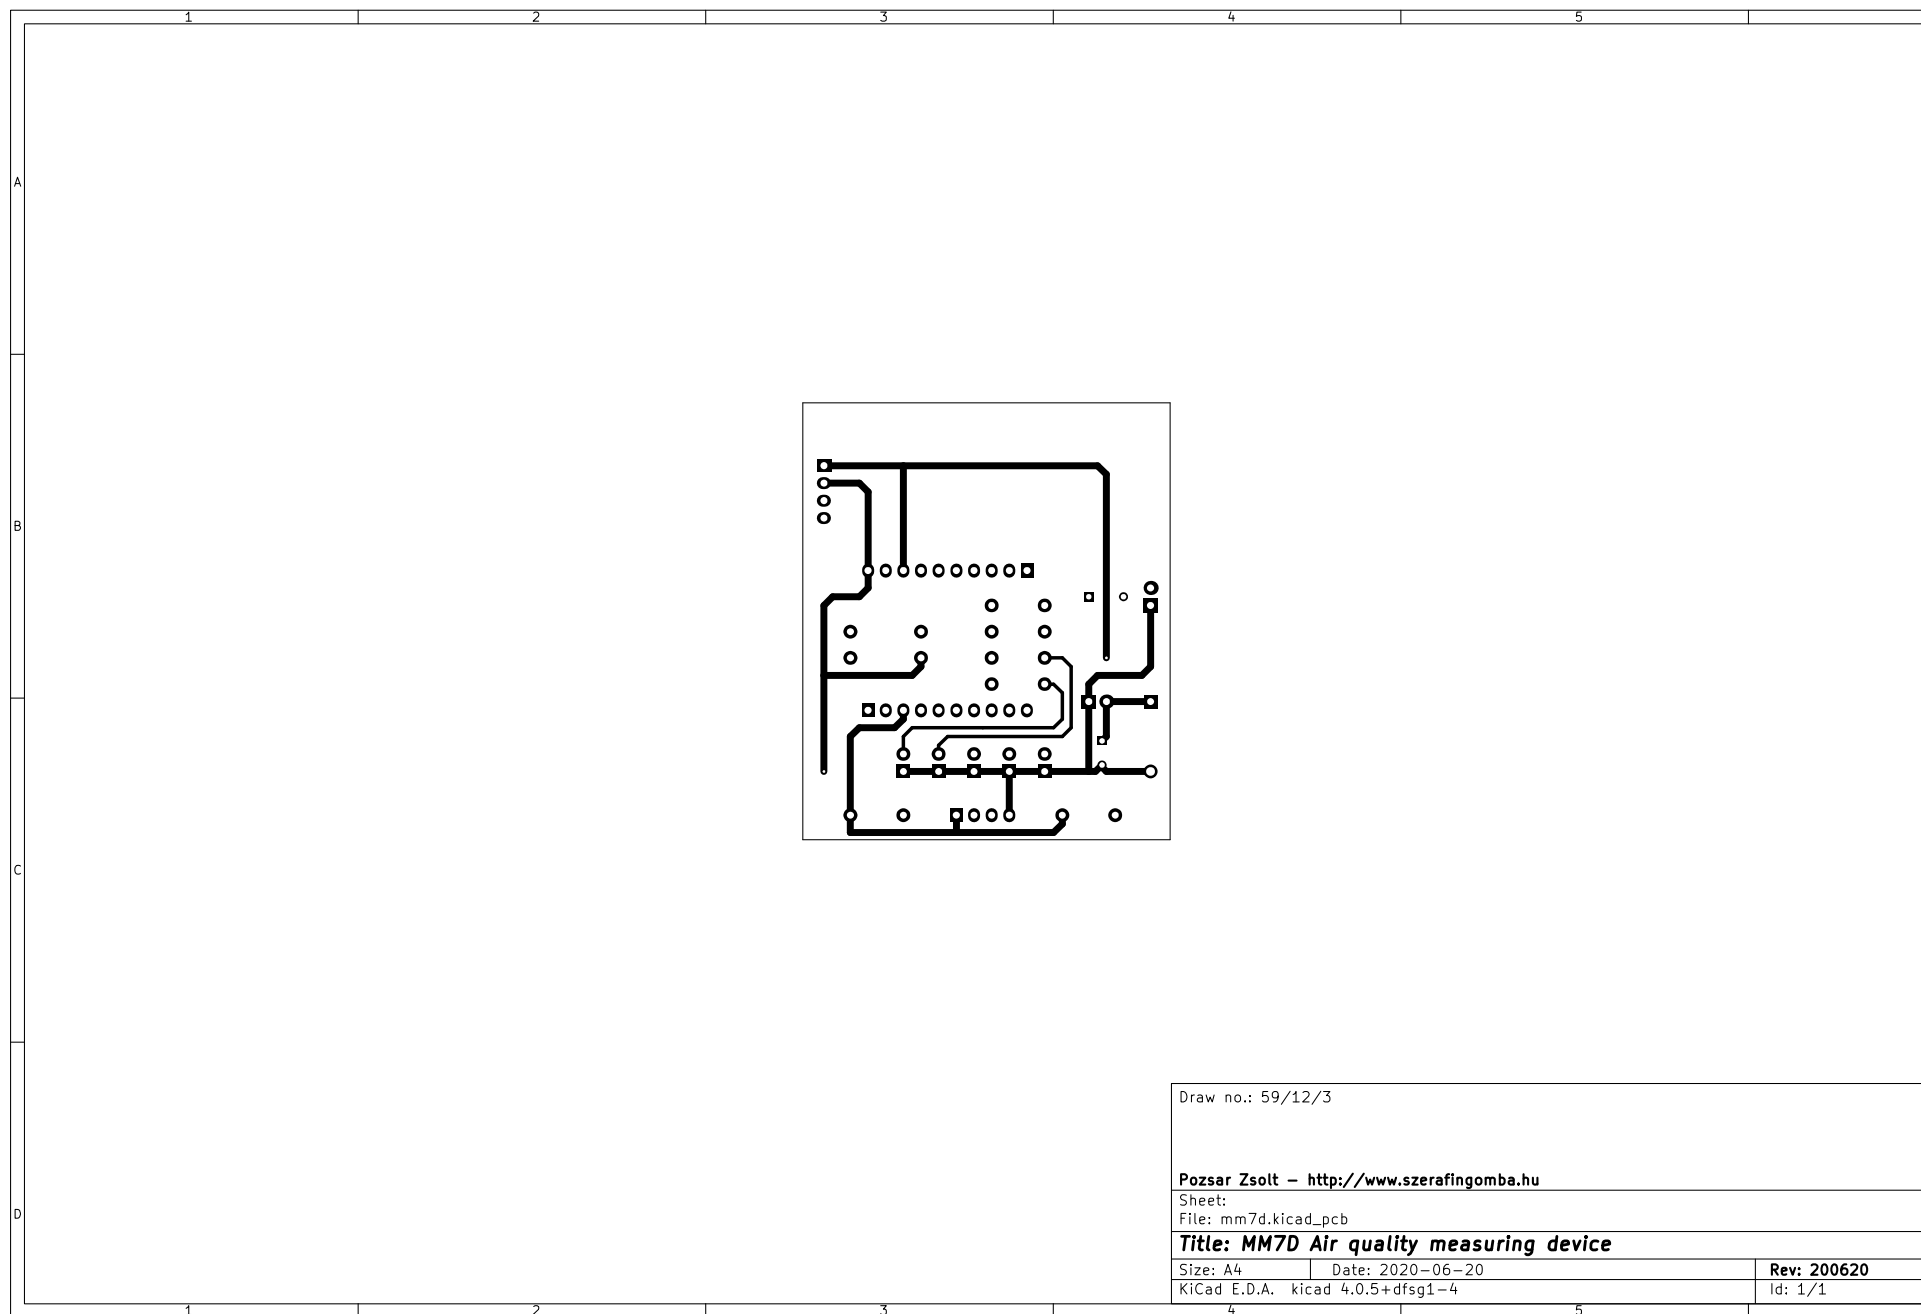 1 2 3 4 5
A
B
C
D
Draw no.: 59/12/3
Pozsar Zsolt – http://www.szerafingomba.hu
Sheet:
File: mm7d.kicad_pcb
Title: MM7D Air quality measuring device
Size: A4 Date: 2020-06-20 Rev: 200620
KiCad E.D.A. kicad 4.0.5+dfsg1-4 Id: 1/1
1 2 3 4 5